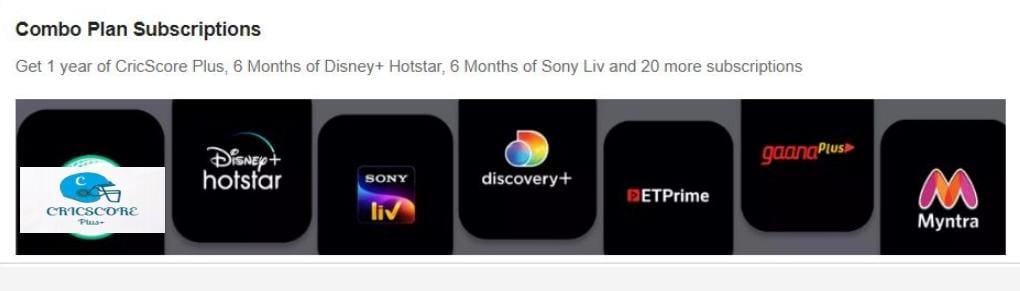 Combo Plan Subscriptions
Get 1 year of CricScore Plus, 6 Months of Disney+ Hotstar, 6 Months of Sony Liv and 20 more subscriptions
C
CRICSCORE
Plus+
Disney+
hotstar
SONY
liv
discovery+
ETPrime
gaana Plus
Myntra